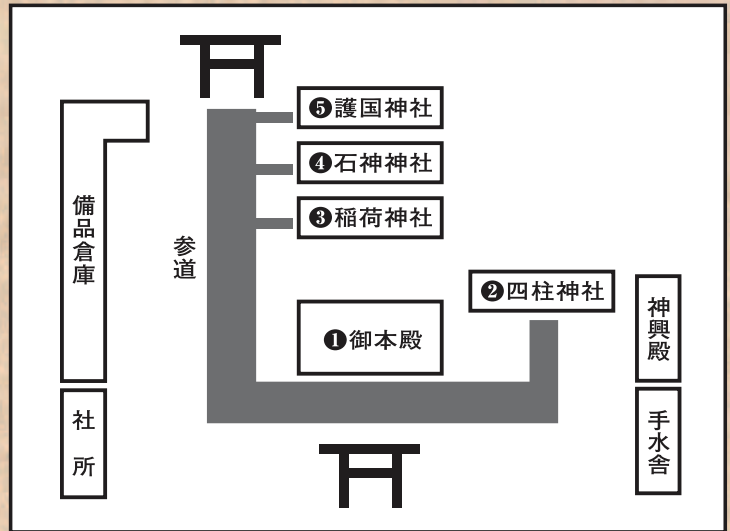 ❺護国神社
❹石神神社
❸稲荷神社
備品倉庫
参道
❷四柱神社
❶御本殿
神興殿
社所
手水舎